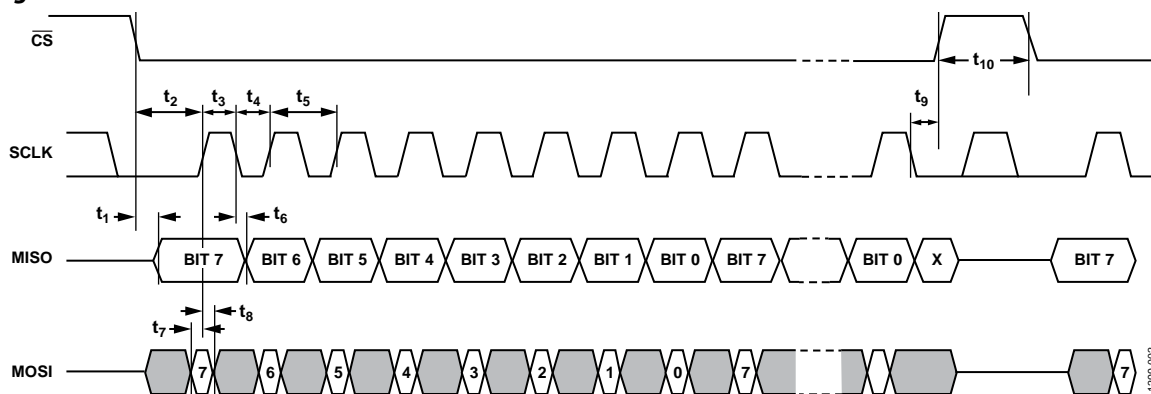 CS
t10
t2 t3 t4 t5
t9
SCLK
t1
t6
MISO BIT 7 BIT 6 BIT 5 BIT 4 BIT 3 BIT 2 BIT 1 BIT 0 BIT 7 BIT 0 X BIT 7
t7
t8
MOSI 7 6 5 4 3 2 1 0 7 7